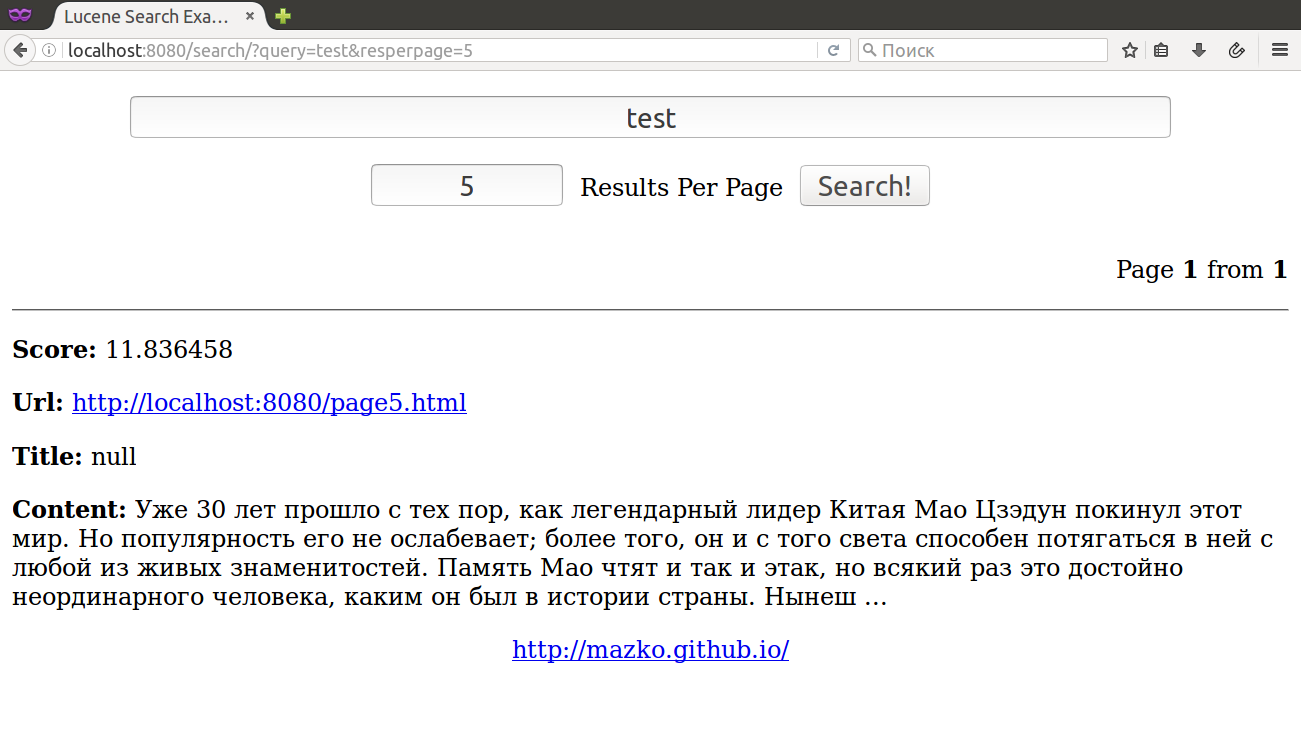 Lucene Search Exa...
localhost:8080/search/?query=test&resperpage=5
Поиск
test
5 Results Per Page Search!
Page 1 from 1
Score: 11.836458
Url: http://localhost:8080/page5.html
Title: null
Content: Уже 30 лет прошло с тех пор, как легендарный лидер Китая Мао Цзэдун покинул этот
мир. Но популярность его не ослабевает; более того, он и с того света способен потягаться в ней с
любой из живых знаменитостей. Память Мао чтят и так и этак, но всякий раз это достойно
неординарного человека, каким он был в истории страны. Нынеш ...
http://mazko.github.io/